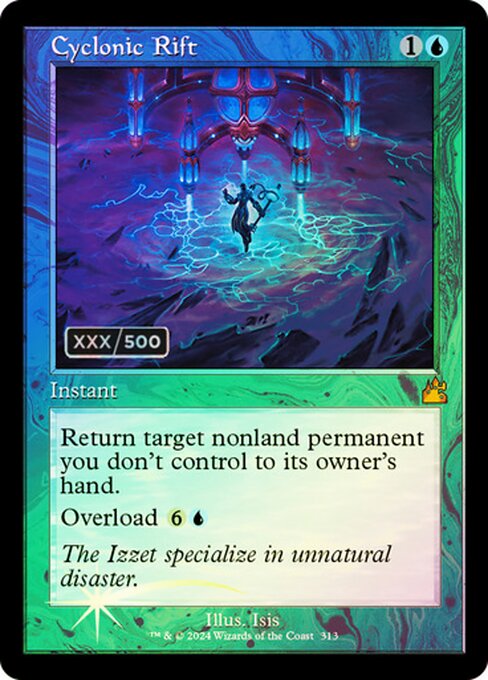 Cyclonic Rift 1
XXX/500
Instant
Return target nonland permanent
you don't control to its owner's
hand.
Overload 6
The Izzet specialize in unnatural
disaster.
Illus. Isis
™ & © 2024 Wizards of the Coast 313